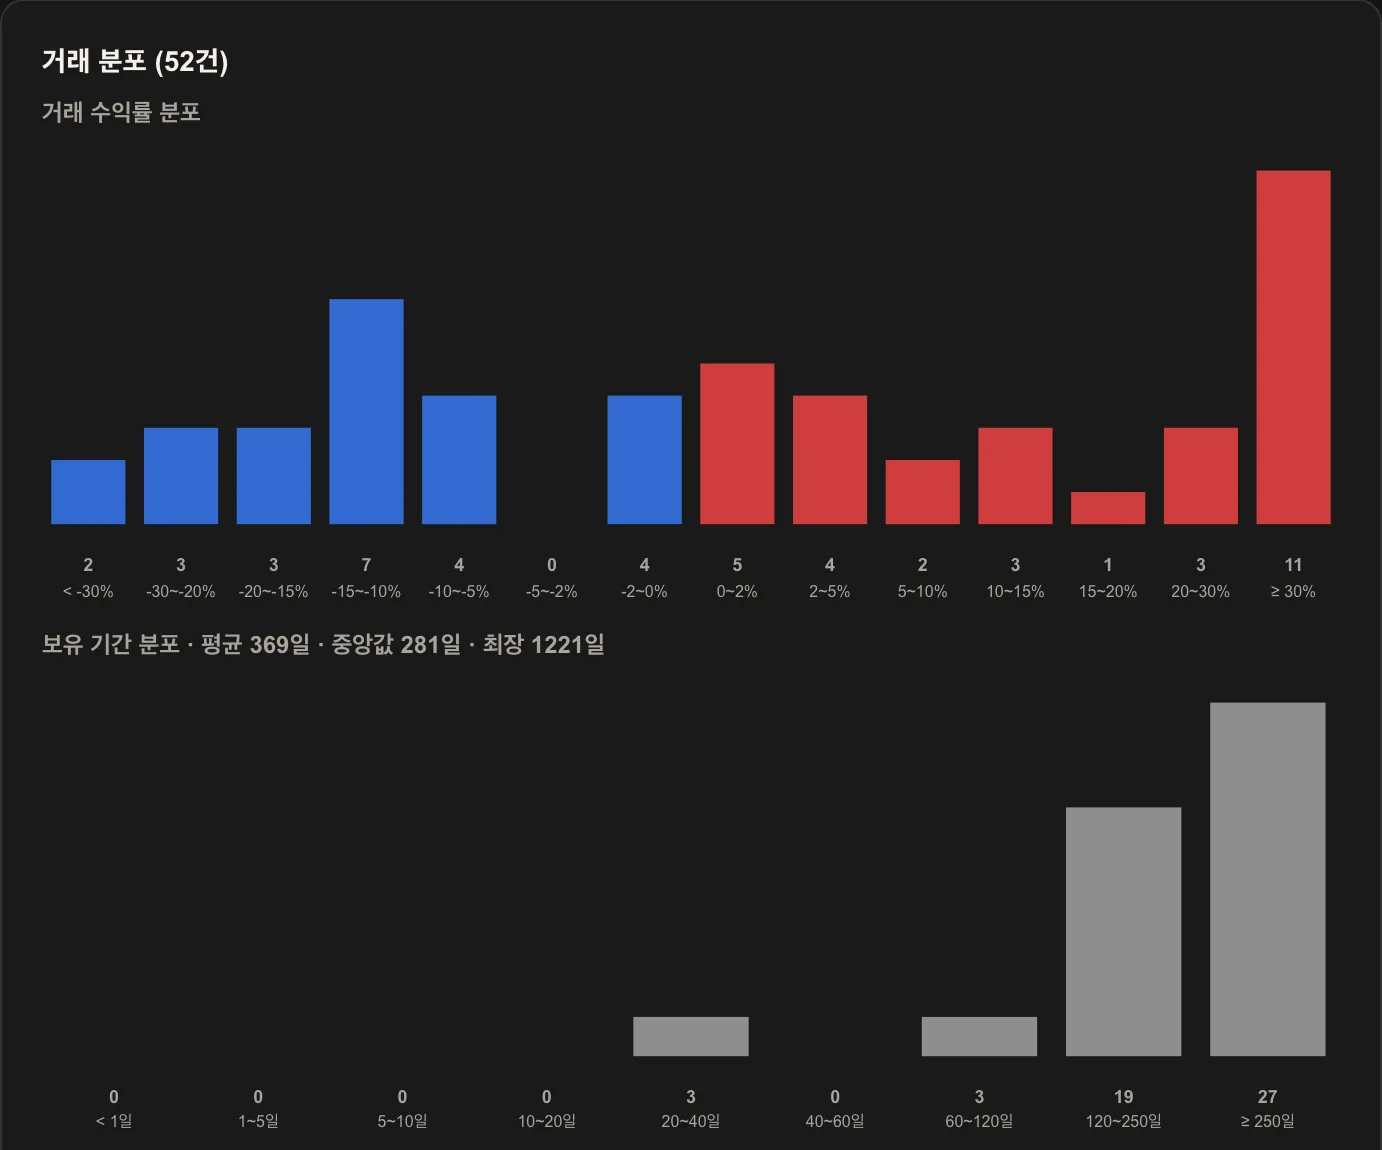 거래 분포 (52건)
거래 수익률 분포
2 3 3 7 4 0 4 5 4 2 3 1 3 11
< -30% -30~-20% -20~-15% -15~-10% -10~-5% -5~-2% -2~0% 0~2% 2~5% 5~10% 10~15% 15~20% 20~30% ≥ 30%
보유 기간 분포 · 평균 369일 · 중앙값 281일 · 최장 1221일
0 0 0 0 3 0 3 19 27
< 1일 1~5일 5~10일 10~20일 20~40일 40~60일 60~120일 120~250일 ≥ 250일